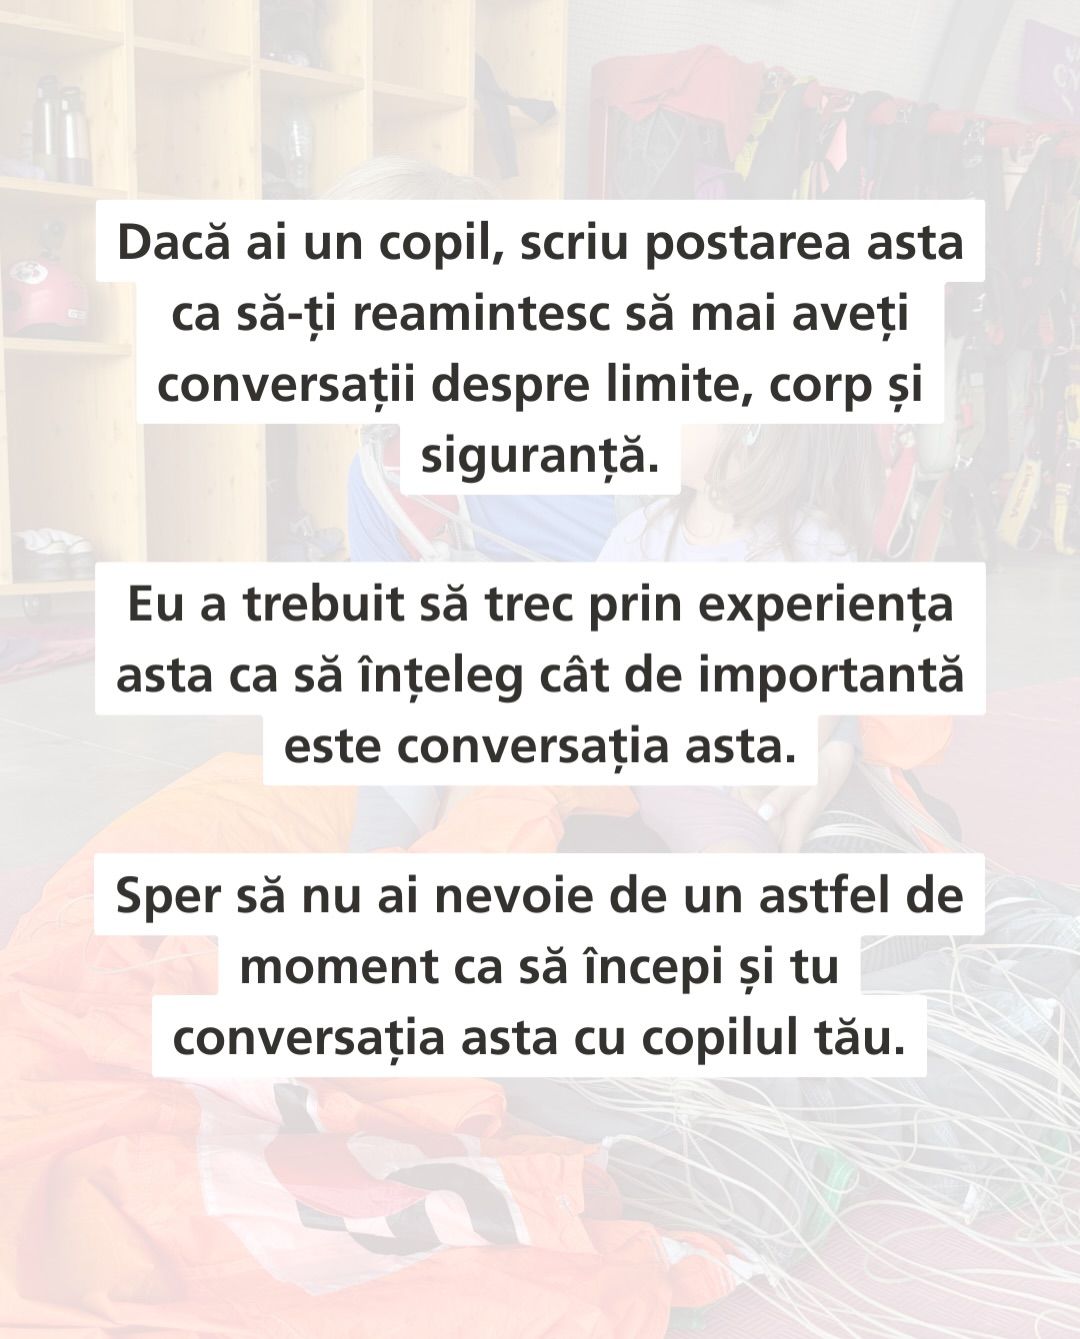 Dacă ai un copil, scriu postarea asta
ca să-ți reamintesc să mai aveți
conversații despre limite, corp și
siguranță.
Eu a trebuit să trec prin experiența
asta ca să înțeleg cât de importantă
este conversația asta.
Sper să nu ai nevoie de un astfel de
moment ca să începi și tu
conversația asta cu copilul tău.